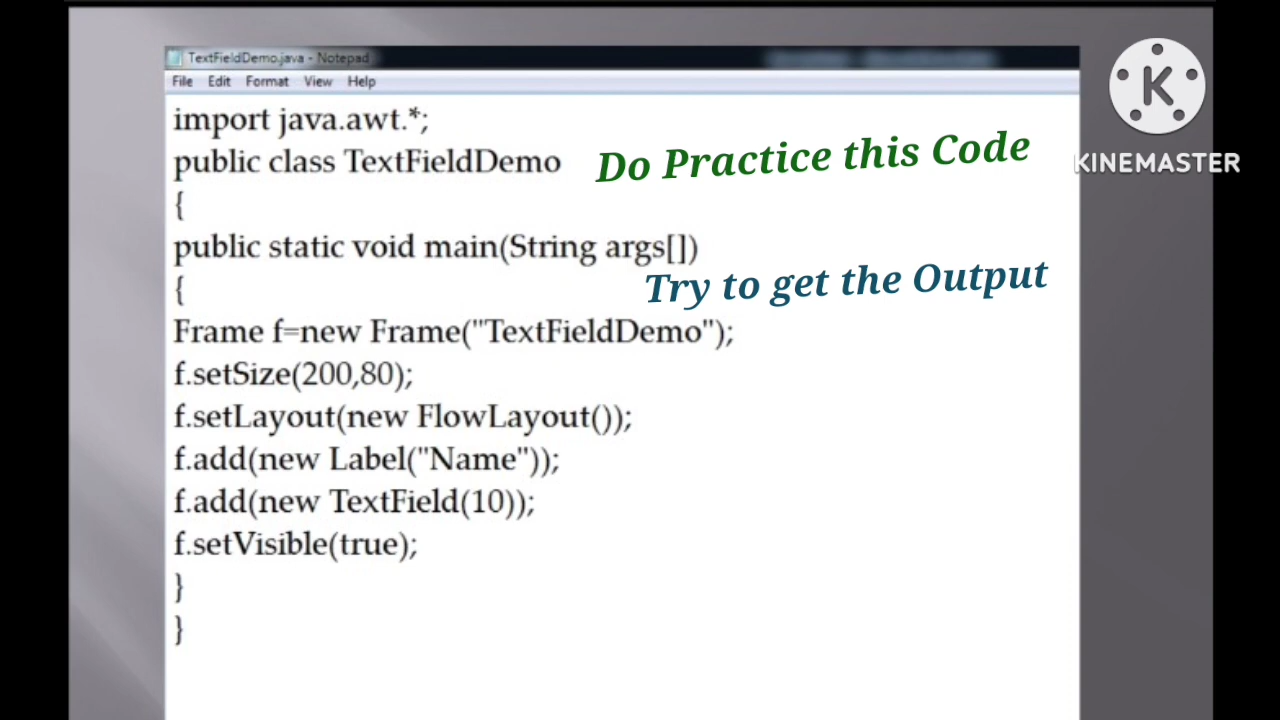 TextFieldDemo.java - Notepad
File Edit Format View Help
import java.awt.*;
public class TextFieldDemo
{
public static void main(String args[])
{
Frame f=new Frame("TextFieldDemo");
f.setSize(200,80);
f.setLayout(new FlowLayout());
f.add(new Label("Name"));
f.add(new TextField(10));
f.setVisible(true);
}
}
Do Practice this Code
Try to get the Output
K
KINEMASTER